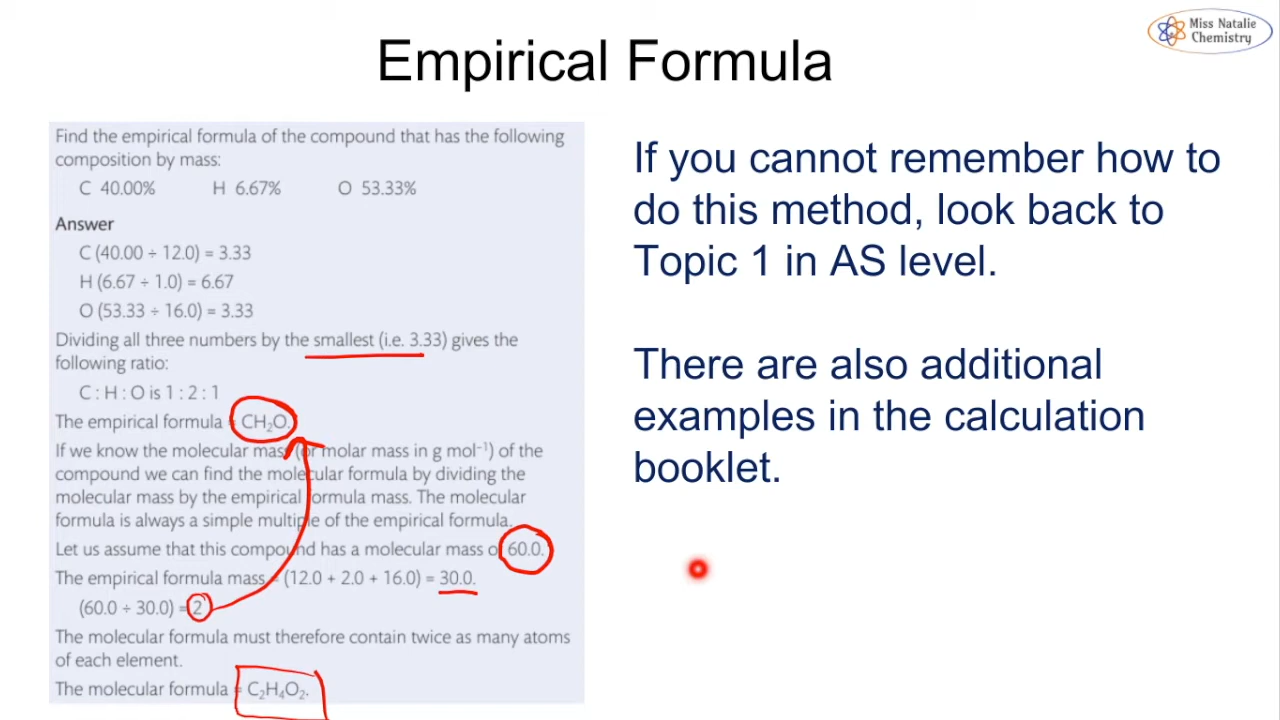 Miss Natalie
Chemistry
Empirical Formula
Find the empirical formula of the compound that has the following
composition by mass:
C 40.00% H 6.67% O 53.33%
Answer
C (40.00 ÷ 12.0) = 3.33
H (6.67 ÷ 1.0) = 6.67
O (53.33 ÷ 16.0) = 3.33
Dividing all three numbers by the smallest (i.e. 3.33) gives the
following ratio:
C : H : O is 1 : 2 : 1
The empirical formula = CH₂O.
If we know the molecular mass (or molar mass in g mol⁻¹) of the
compound we can find the molecular formula by dividing the
molecular mass by the empirical formula mass. The molecular
formula is always a simple multiple of the empirical formula.
Let us assume that this compound has a molecular mass of 60.0.
The empirical formula mass = (12.0 + 2.0 + 16.0) = 30.0.
(60.0 ÷ 30.0) = 2
The molecular formula must therefore contain twice as many atoms
of each element.
The molecular formula = C₂H₄O₂.
If you cannot remember how to
do this method, look back to
Topic 1 in AS level.
There are also additional
examples in the calculation
booklet.